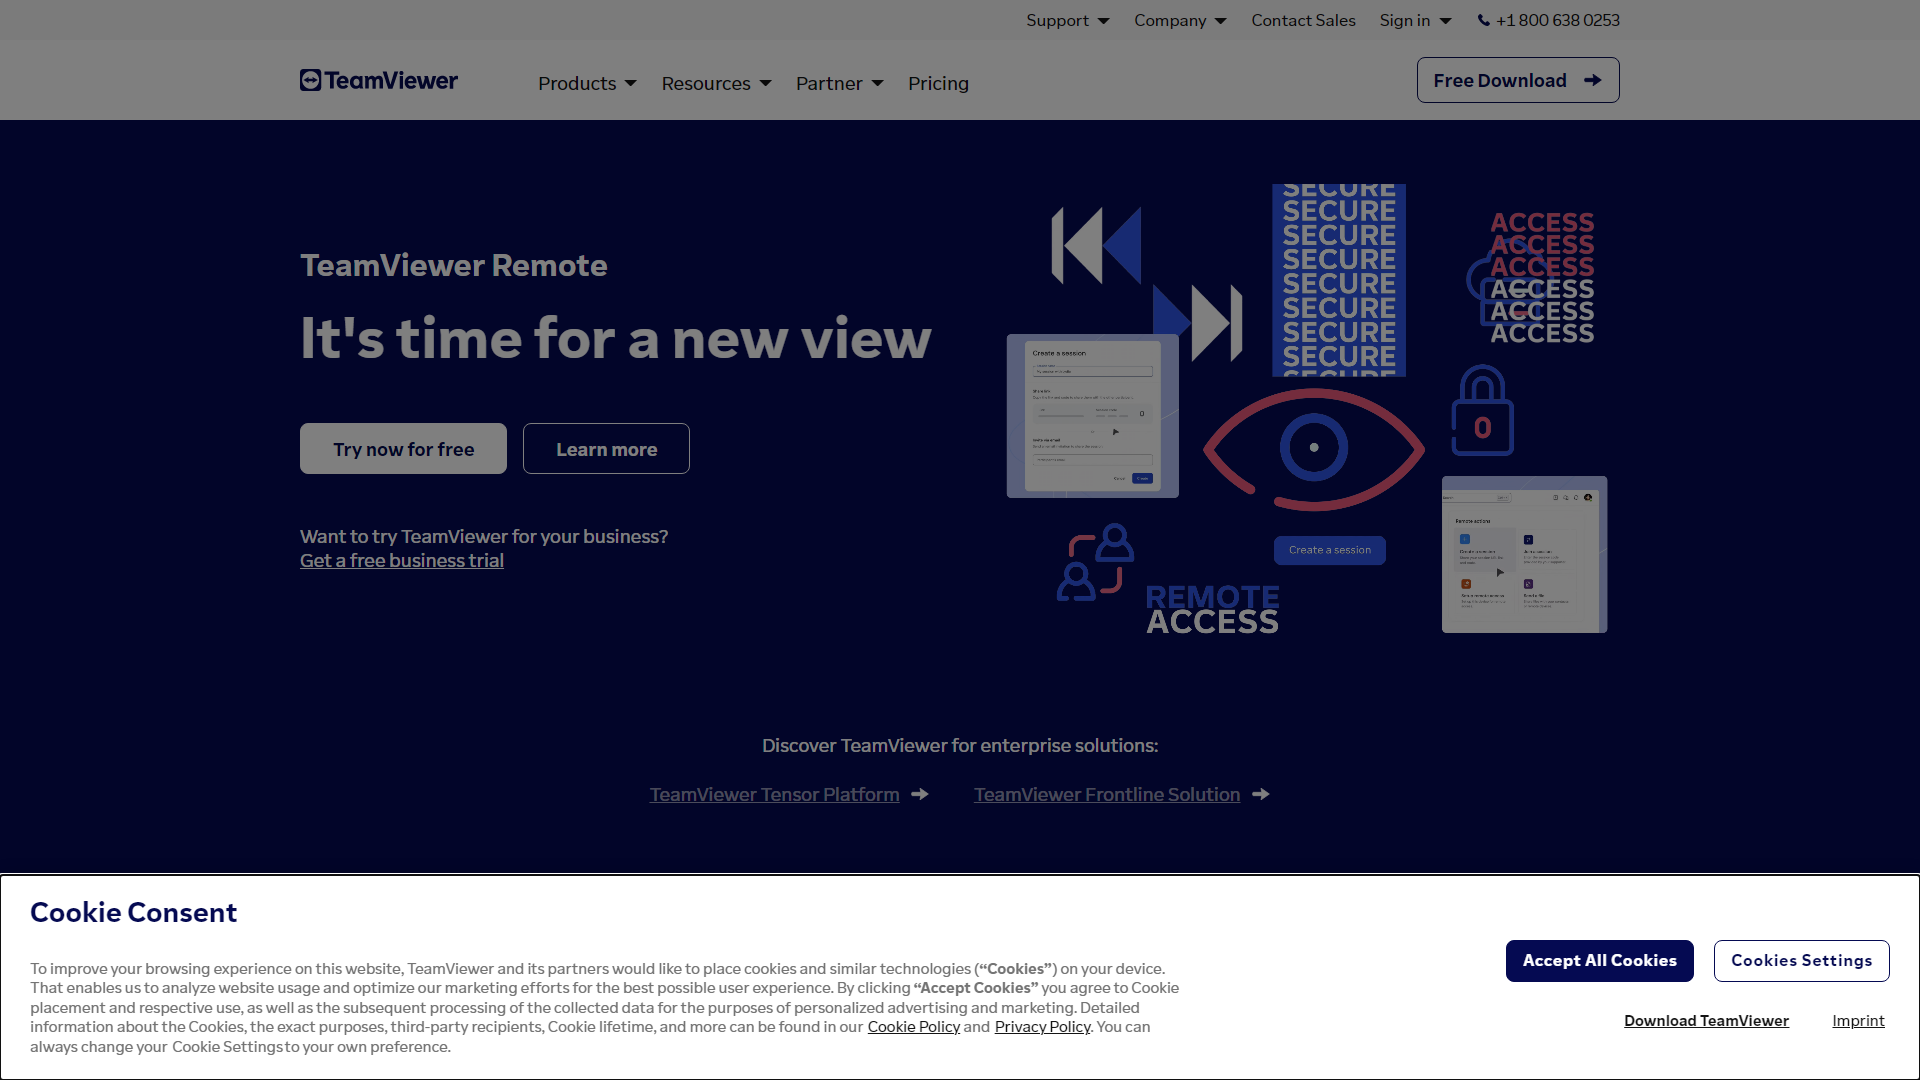 Support
Company
Contact Sales
Sign in
+1 800 638 0253
TeamViewer
Products
Resources
Partner
Pricing
Free Download
TeamViewer Remote
It's time for a new view
Try now for free
Learn more
Want to try TeamViewer for your business?
Get a free business trial
SECURE
SECURE
SECURE
SECURE
SECURE
SECURE
SECURE
SECURE
SECURE
ACCESS
ACCESS
ACCESS
ACCESS
ACCESS
ACCESS
Create a session
0
Create a session
Remote actions
REMOTE
ACCESS
Discover TeamViewer for enterprise solutions:
TeamViewer Tensor Platform
TeamViewer Frontline Solution
Cookie Consent
To improve your browsing experience on this website, TeamViewer and its partners would like to place cookies and similar technologies (“Cookies”) on your device.
That enables us to analyze website usage and optimize our marketing efforts for the best possible user experience. By clicking “Accept Cookies” you agree to Cookie
placement and respective use, as well as the subsequent processing of the collected data for the purposes of personalized advertising and marketing. Detailed
information about the Cookies, the exact purposes, third-party recipients, Cookie lifetime, and more can be found in our Cookie Policy and Privacy Policy. You can
always change your Cookie Settings to your own preference.
Accept All Cookies
Cookies Settings
Download TeamViewer
Imprint